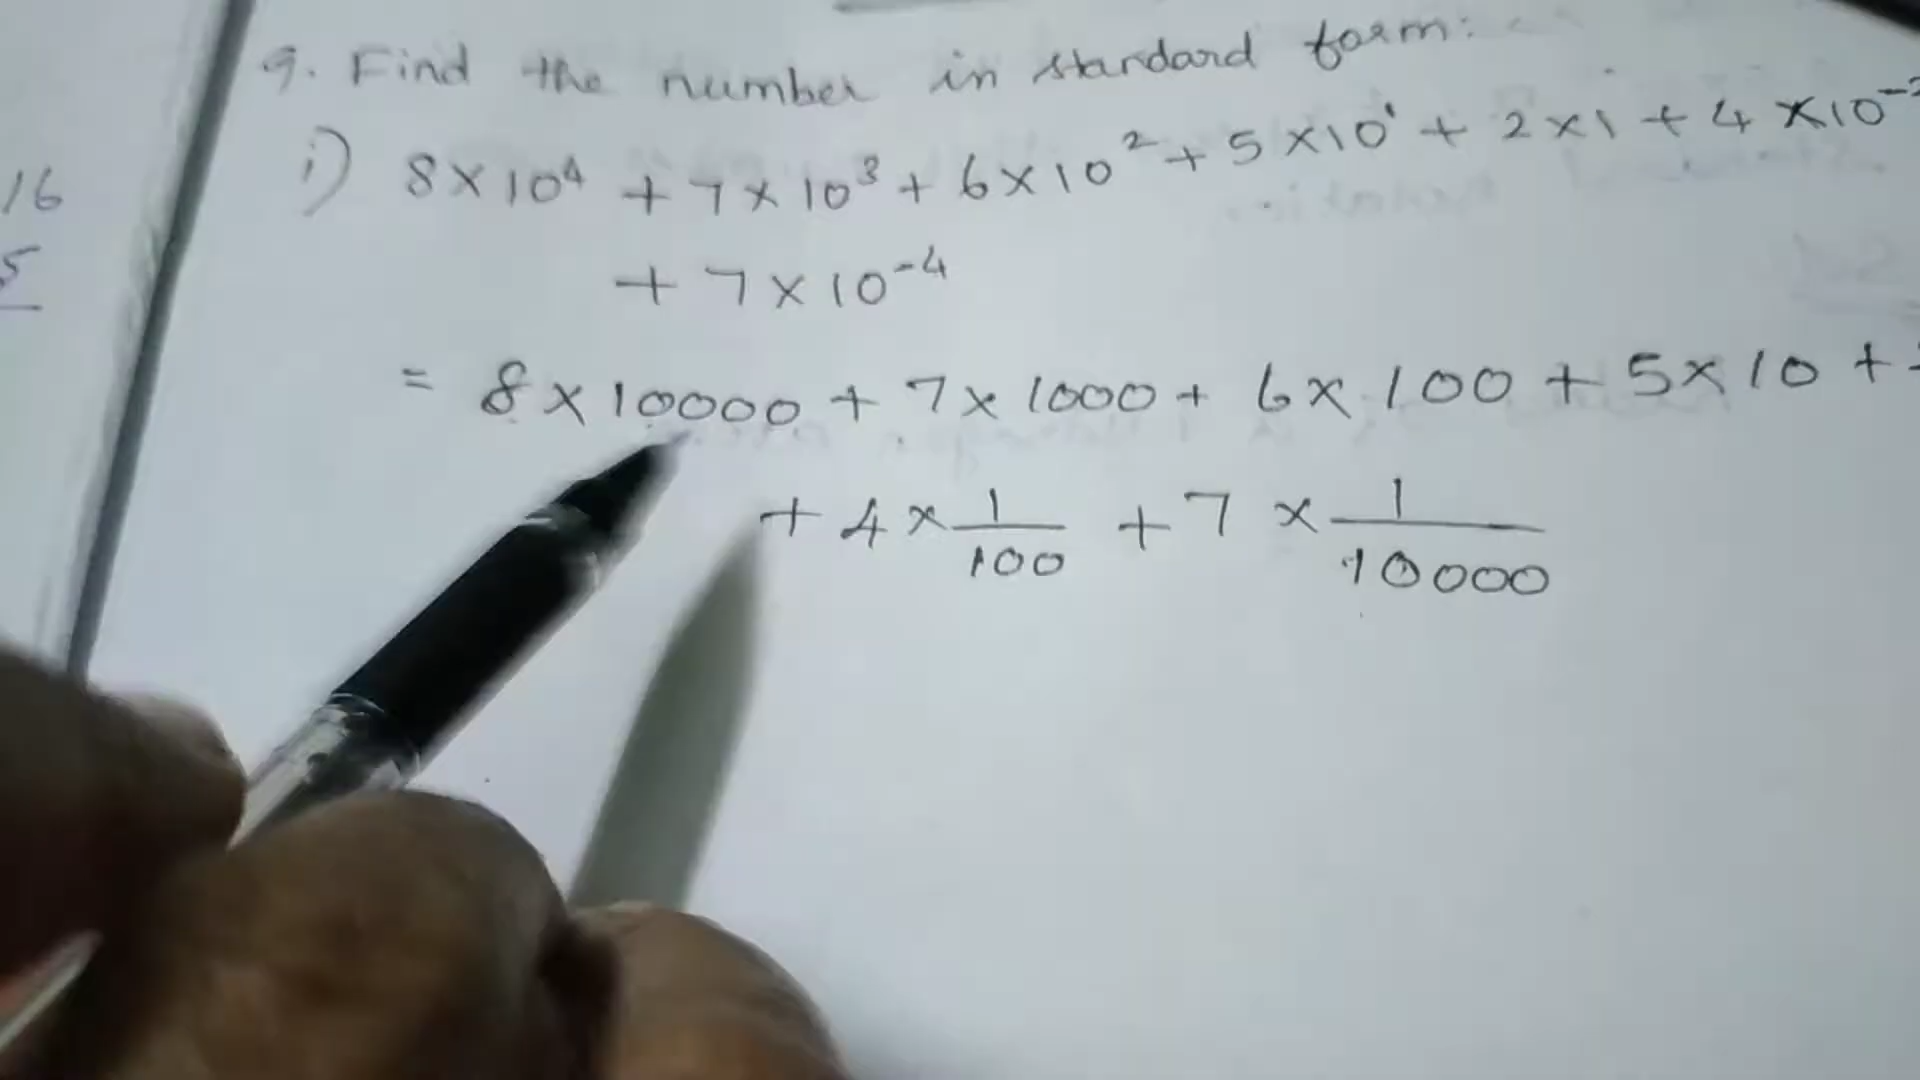 9. Find the number in standard form:
i) 8 × 10⁴ + 7 × 10³ + 6 × 10² + 5 × 10¹ + 2 × 1 + 4 × 10⁻²
+ 7 × 10⁻⁴
= 8 × 10000 + 7 × 1000 + 6 × 100 + 5 × 10 +
+ 4 × 1/100 + 7 × 1/10000
16
5